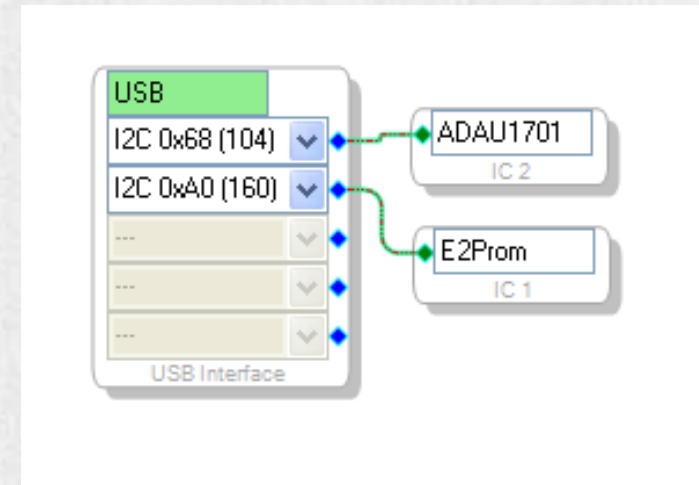 USB
I2C 0x68 (104)
I2C 0xA0 (160)
---
---
---
USB Interface
ADAU1701
IC 2
E2Prom
IC 1